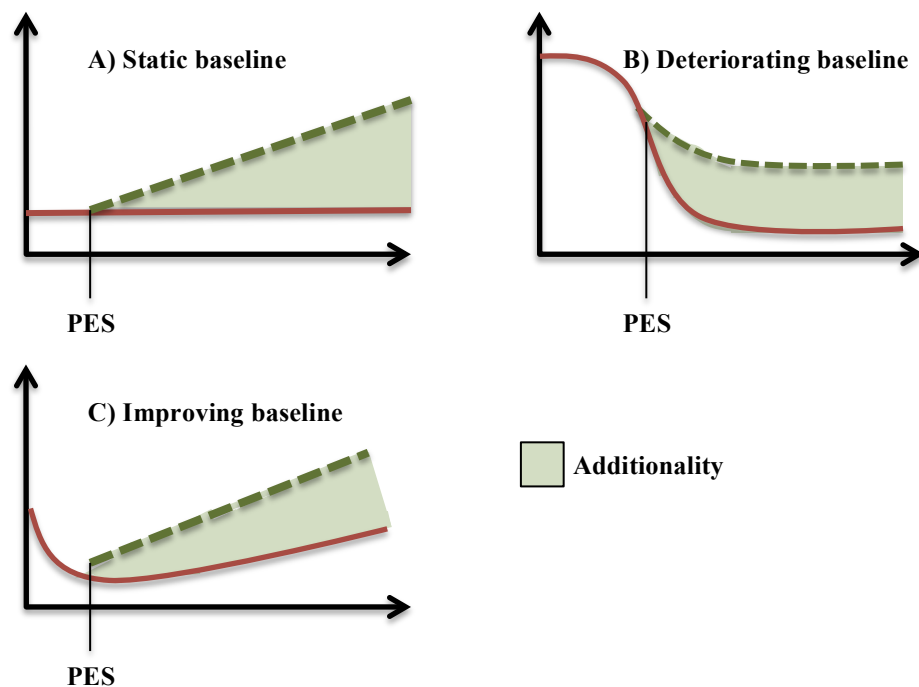 A) Static baseline
B) Deteriorating baseline
PES
PES
C) Improving baseline
Additionality
PES